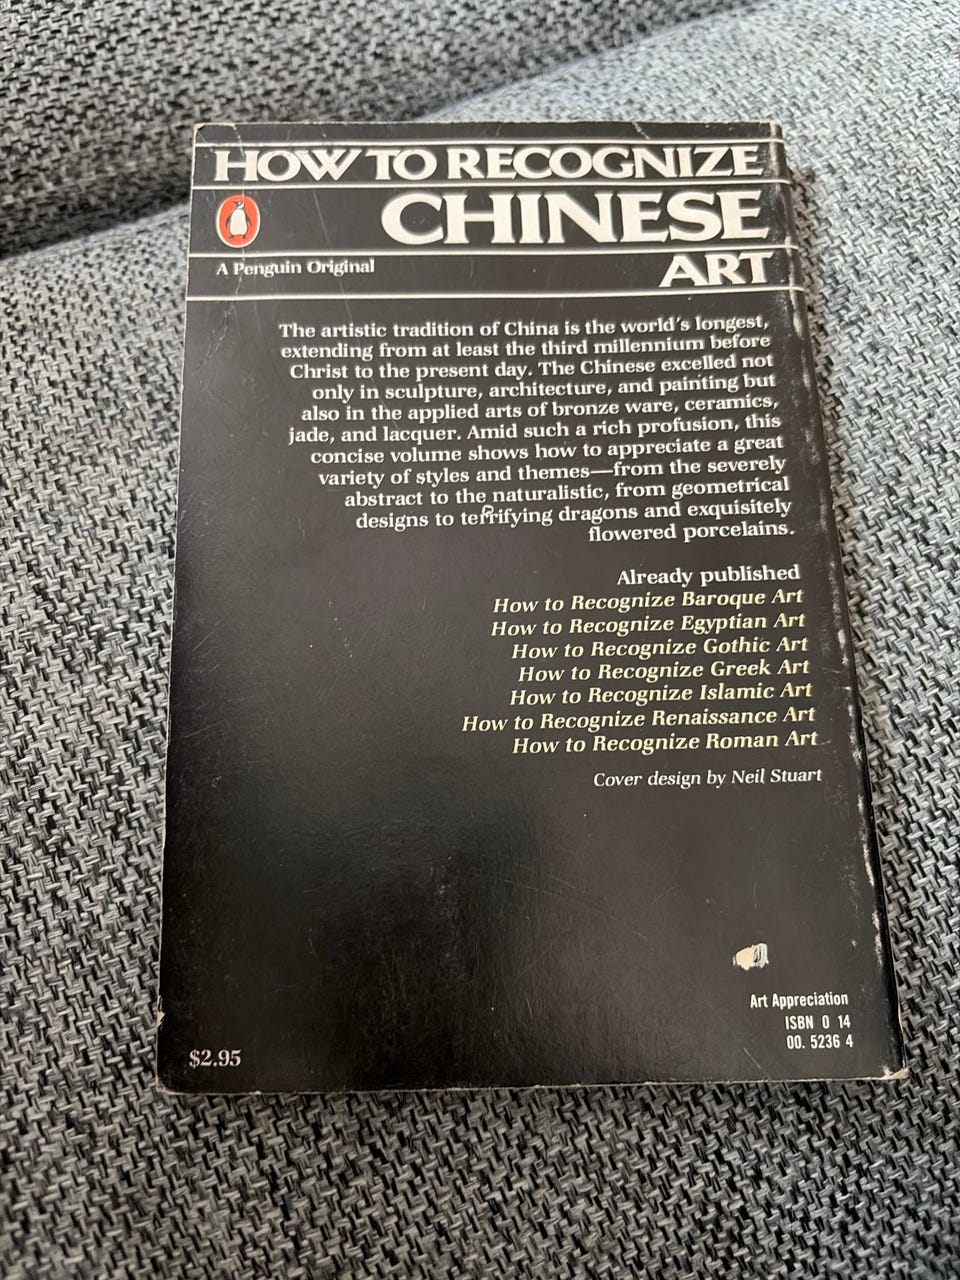 HOW TO RECOGNIZE
CHINESE
A Penguin Original
ART
The artistic tradition of China is the world's longest,
extending from at least the third millennium before
Christ to the present day. The Chinese excelled not
only in sculpture, architecture, and painting but
also in the applied arts of bronze ware, ceramics,
jade, and lacquer. Amid such a rich profusion, this
concise volume shows how to appreciate a great
variety of styles and themes—from the severely
abstract to the naturalistic, from geometrical
designs to terrifying dragons and exquisitely
flowered porcelains.
Already published
How to Recognize Baroque Art
How to Recognize Egyptian Art
How to Recognize Gothic Art
How to Recognize Greek Art
How to Recognize Islamic Art
How to Recognize Renaissance Art
How to Recognize Roman Art
Cover design by Neil Stuart
Art Appreciation
ISBN 0 14
00. 5236 4
$2.95